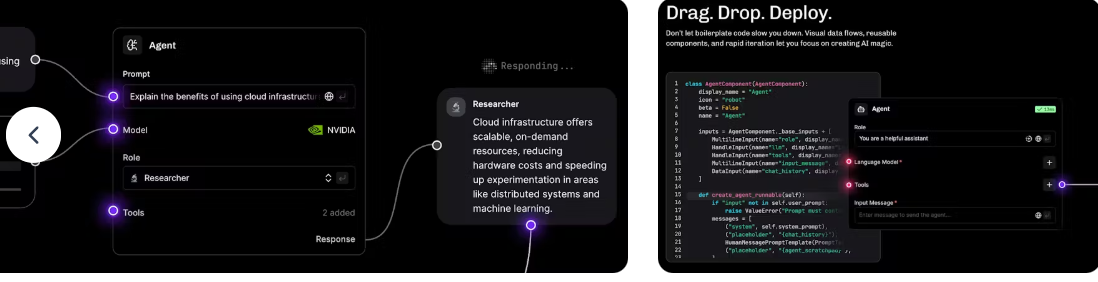 using
Agent
Prompt
Explain the benefits of using cloud infrastructur
Model
NVIDIA
Role
Researcher
Tools
2 added
Response
Responding...
Researcher
Cloud infrastructure offers
scalable, on-demand
resources, reducing
hardware costs and speeding
up experimentation in areas
like distributed systems and
machine learning.
Drag. Drop. Deploy.
Don't let boilerplate code slow you down. Visual data flows, reusable
components, and rapid iteration let you focus on creating AI magic.
1 class AgentComponent(AgentComponent):
2 display_name = "Agent"
3 icon = "robot"
4 beta = False
5 name = "Agent"
6
7 inputs = AgentComponent._base_inputs + [
8 MultilineInput(name="role", display_nam
9 HandleInput(name="llm", display_name=
10 HandleInput(name="tools", display_nam
11 MultilineInput(name="input_message", d
12 DataInput(name="chat_history", display
13 ]
14
15 def create_agent_runnable(self):
16 if "input" not in self.user_prompt:
17 raise ValueError("Prompt must cont
18 messages = [
19 ("system", self.system_prompt),
20 ("placeholder", "{chat_history}"),
21 HumanMessagePromptTemplate(Prompt
22 ("placeholder", "{agent_scratchpad}"),
23 ]
Agent
Role
You are a helpful assistant
Language Model *
Tools
Input Message *
Enter message to send the agent...